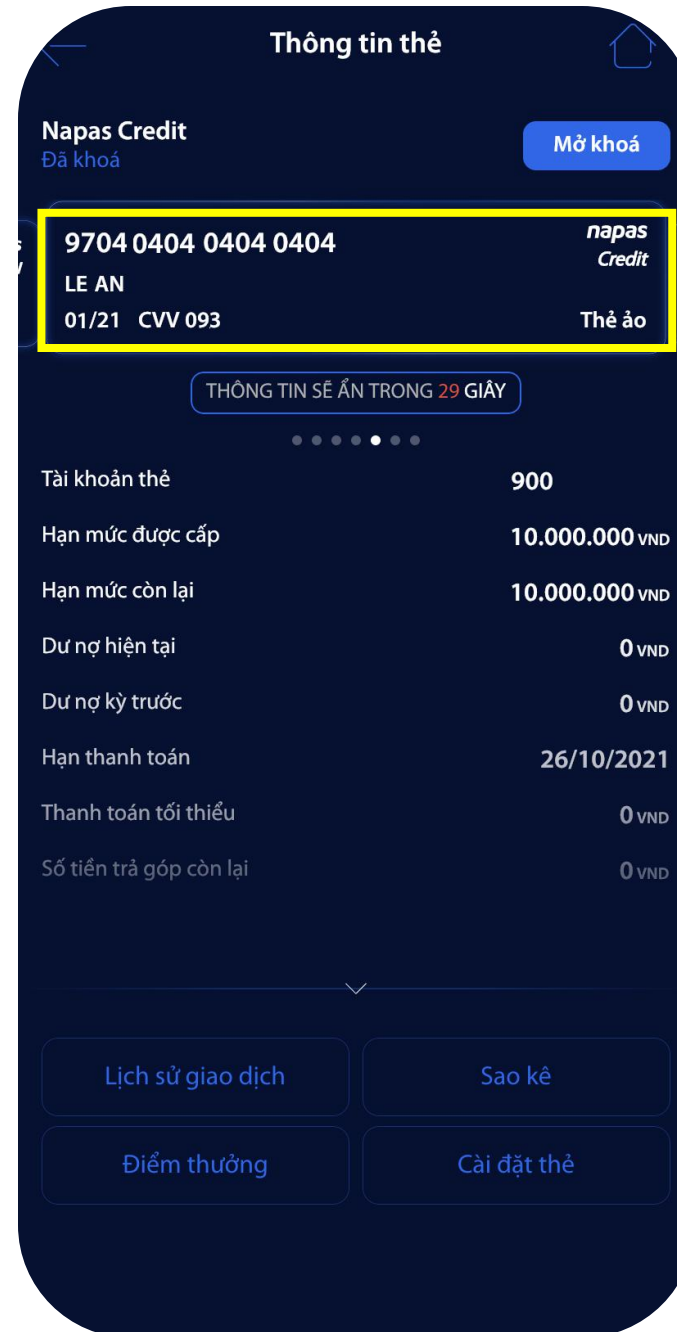 Thông tin thẻ
Napas Credit
Mở khoá
Đã khoá
9704 0404 0404 0404
napas
Credit
LE AN
01/21 CVV 093
Thẻ ảo
THÔNG TIN SẼ ẨN TRONG 29 GIÂY
Tài khoản thẻ 900
Hạn mức được cấp 10.000.000 VND
Hạn mức còn lại 10.000.000 VND
Dư nợ hiện tại 0 VND
Dư nợ kỳ trước 0 VND
Hạn thanh toán 26/10/2021
Thanh toán tối thiểu 0 VND
Số tiền trả góp còn lại 0 VND
Lịch sử giao dịch
Sao kê
Điểm thưởng
Cài đặt thẻ